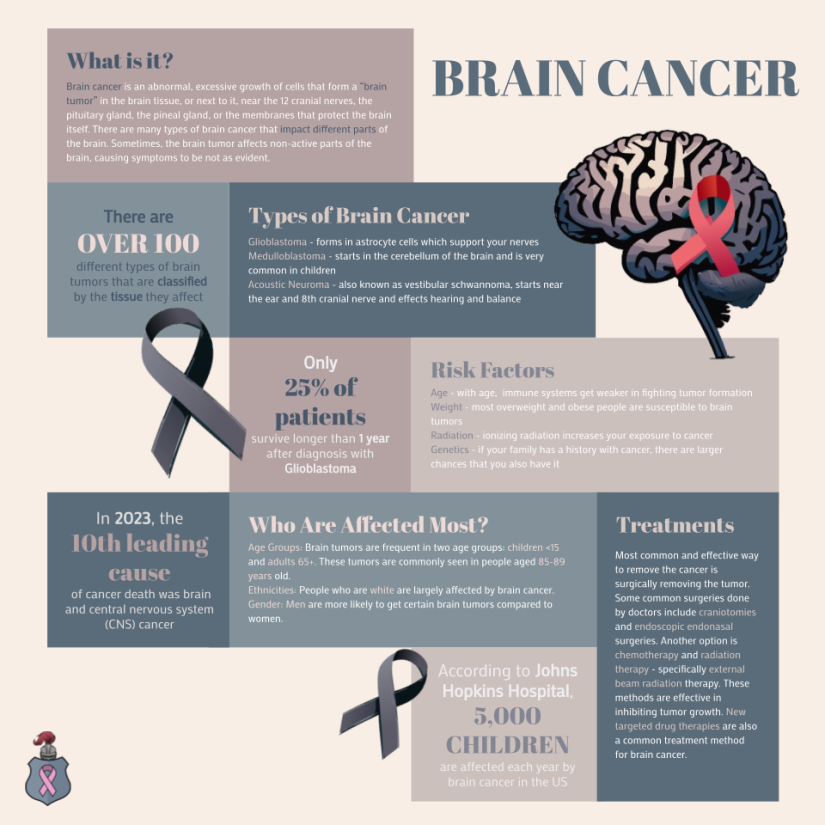 BRAIN CANCER
What is it?
Brain cancer is an abnormal, excessive growth of cells that form a "brain
tumor" in the brain tissue, or next to it, near the 12 cranial nerves, the
pituitary gland, the pineal gland, or the membranes that protect the brain
itself. There are many types of brain cancer that impact different parts of
the brain. Sometimes, the brain tumor affects non-active parts of the
brain, causing symptoms to be not as evident.
There are
OVER 100
different types of brain
tumors that are classified
by the tissue they affect
Types of Brain Cancer
Glioblastoma - forms in astrocyte cells which support your nerves
Medulloblastoma - starts in the cerebellum of the brain and is very
common in children
Acoustic Neuroma - also known as vestibular schwannoma, starts near
the ear and 8th cranial nerve and effects hearing and balance
Only
25% of
patients
survive longer than 1 year
after diagnosis with
Glioblastoma
Risk Factors
Age - with age, immune systems get weaker in fighting tumor formation
Weight - most overweight and obese people are susceptible to brain
tumors
Radiation - ionizing radiation increases your exposure to cancer
Genetics - if your family has a history with cancer, there are larger
chances that you also have it
In 2023, the
10th leading
cause
of cancer death was brain
and central nervous system
(CNS) cancer
Who Are Affected Most?
Age Groups: Brain tumors are frequent in two age groups: children <15
and adults 65+. These tumors are commonly seen in people aged 85-89
years old.
Ethnicities: People who are white are largely affected by brain cancer.
Gender: Men are more likely to get certain brain tumors compared to
women.
Treatments
Most common and effective way
to remove the cancer is
surgically removing the tumor.
Some common surgeries done
by doctors include craniotomies
and endoscopic endonasal
surgeries. Another option is
chemotherapy and radiation
therapy - specifically external
beam radiation therapy. These
methods are effective in
inhibiting tumor growth. New
targeted drug therapies are also
a common treatment method
for brain cancer.
According to Johns
Hopkins Hospital,
5,000
CHILDREN
are affected each year by
brain cancer in the US